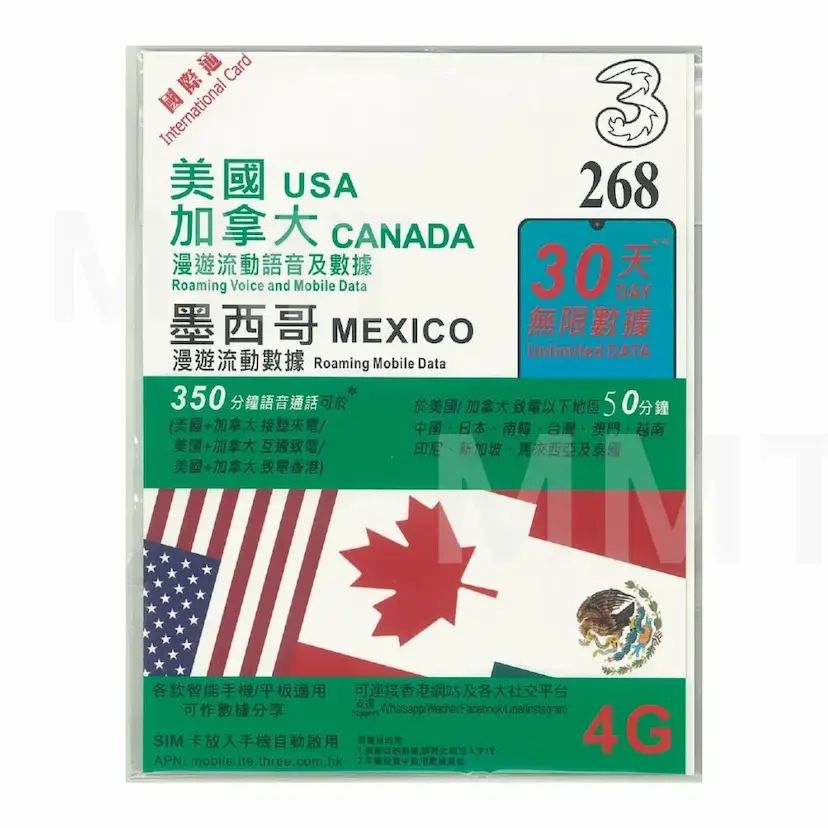 國際通
International Card
3
268
美國 USA
加拿大 CANADA
漫遊流動語音及數據
Roaming Voice and Mobile Data
墨西哥 MEXICO
漫遊流動數據 Roaming Mobile Data
30天**
DAY
無限數據
Unlimited DATA
350分鐘語音通話可於*
(美國+加拿大 接聽來電/
美國+加拿大 互通致電/
美國+加拿大 致電香港)
於美國/加拿大 致電以下地區50分鐘
中國、日本、南韓、台灣、澳門、越南
印尼、新加坡、馬來西亞及泰國
各款智能手機/平板適用
可作數據分享
可連接香港網站及各大社交平台
支援
Support Whatsapp/Wechat/Facebook/Line/Instagram
SIM 卡放入手機自動啟用
APN: mobile.lte.three.com.hk
4G
MMT